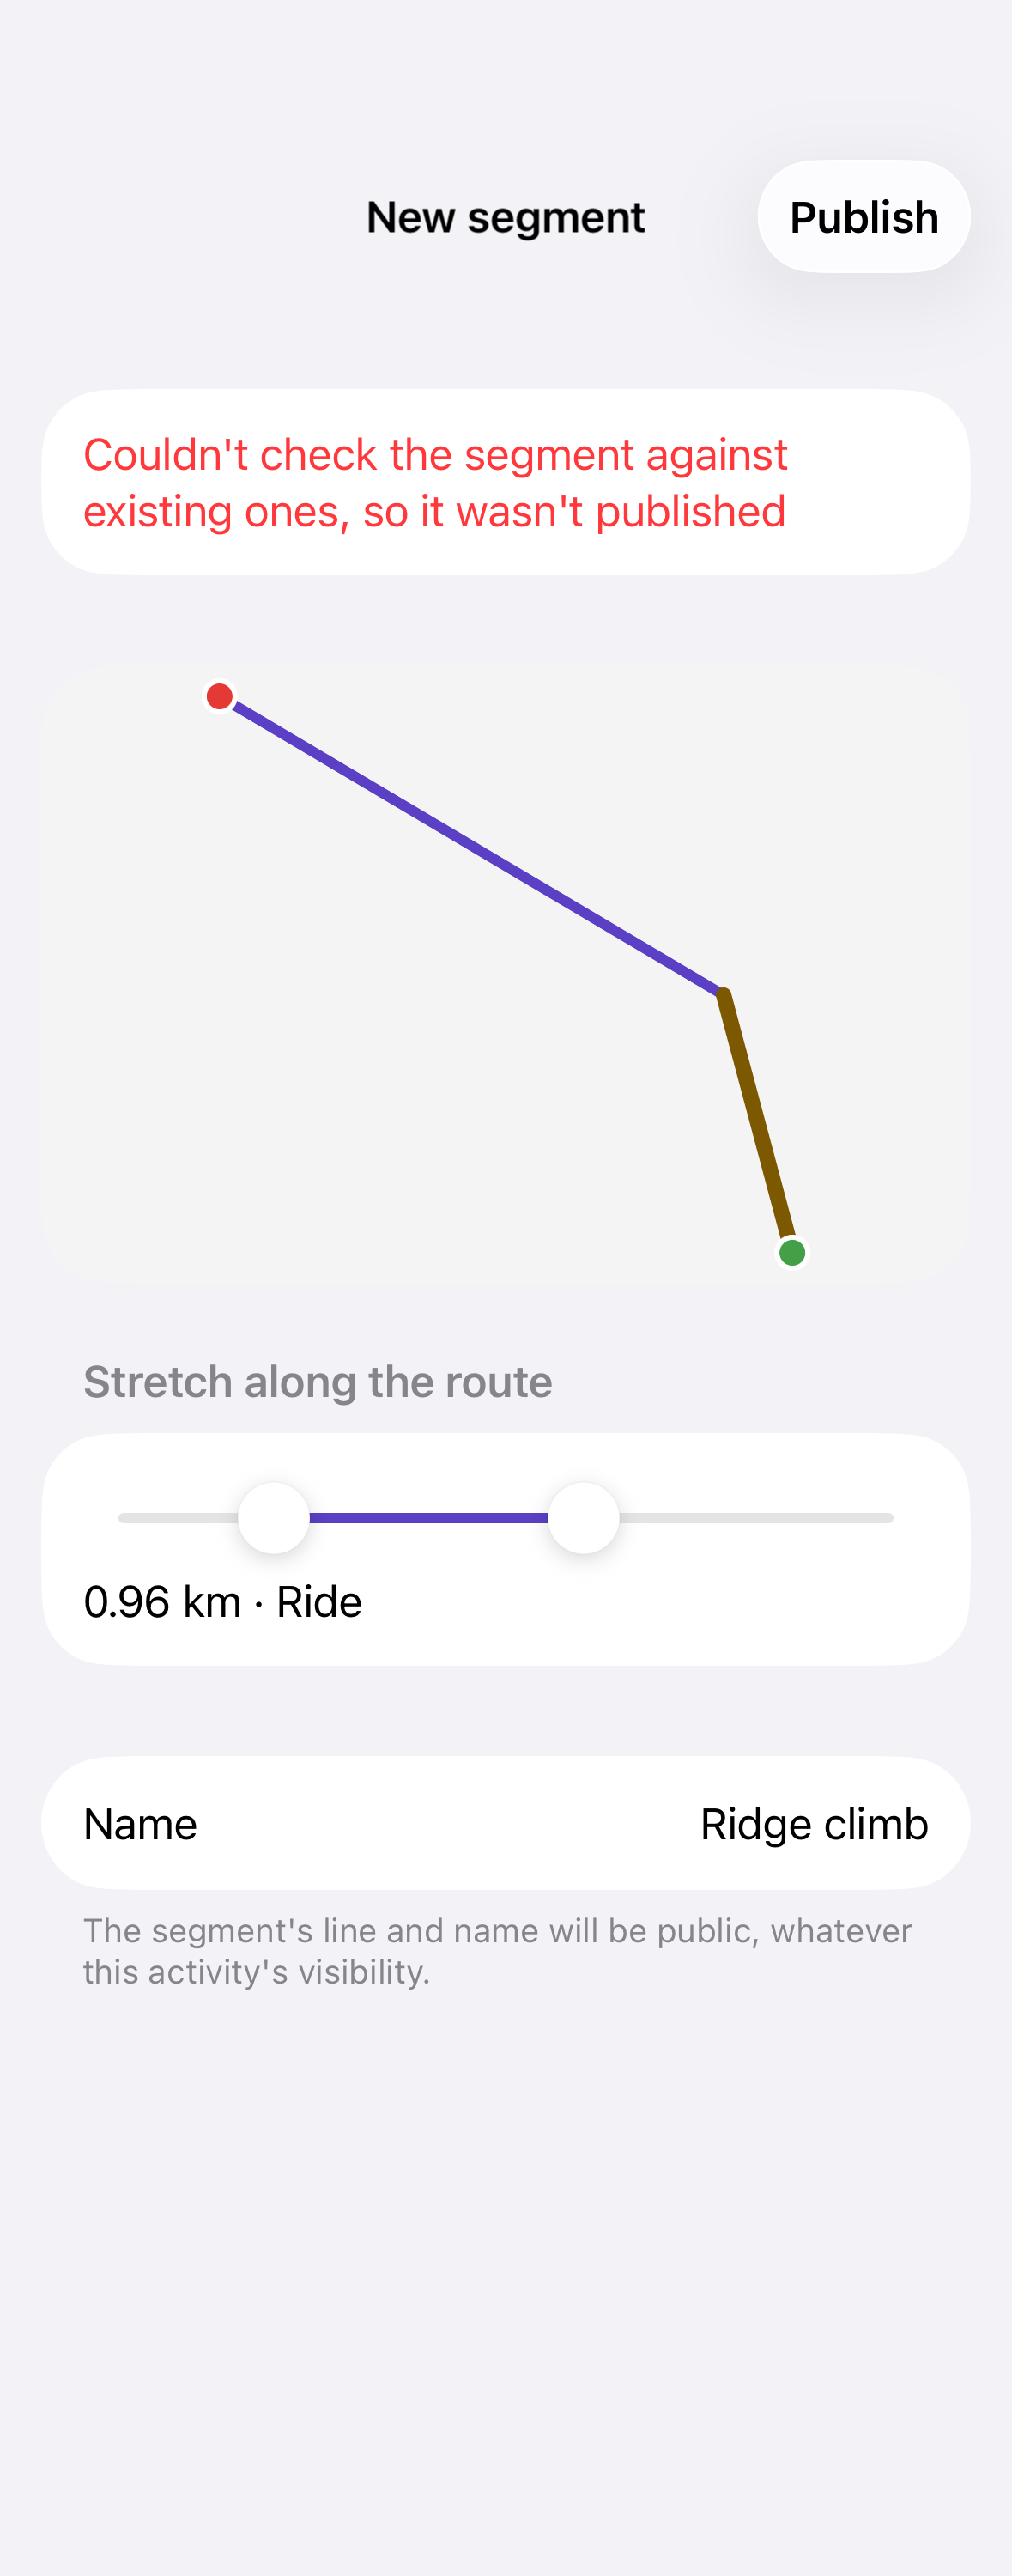 New segment
Publish
Couldn't check the segment against
existing ones, so it wasn't published
Stretch along the route
0.96 km · Ride
Name
Ridge climb
The segment's line and name will be public, whatever
this activity's visibility.